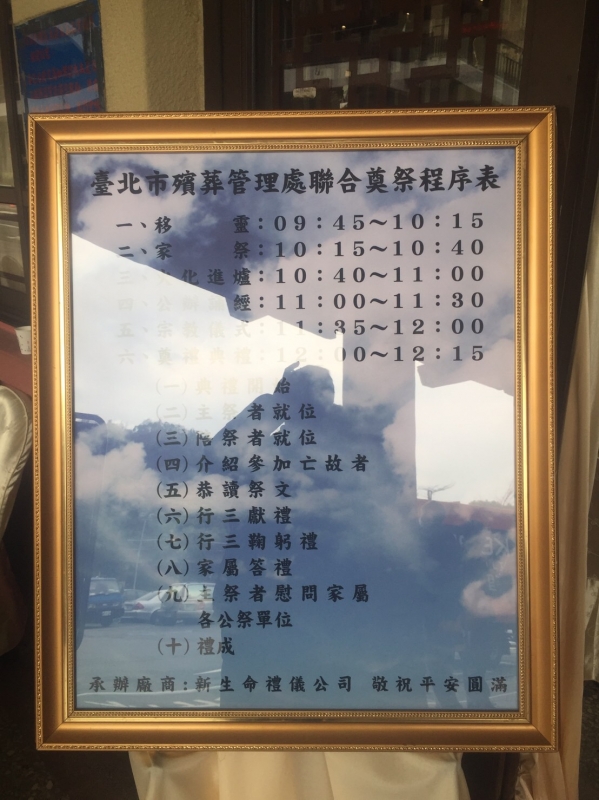 臺北市殯葬管理處聯合奠祭程序表
一、移　　靈：09：45～10：15
二、家　　祭：10：15～10：40
三、火化進爐：10：40～11：00
四、公　　經：11：00～11：30
五、宗教儀式：11：35～12：00
六、奠禮典禮：12：00～12：15
(一)典禮開始
(二)主祭者就位
(三)陪祭者就位
(四)介紹參加亡故者
(五)恭讀祭文
(六)行三獻禮
(七)行三鞠躬禮
(八)家屬答禮
(九)主祭者慰問家屬
各公祭單位
(十)禮成
承辦廠商：新生命禮儀公司　敬祝平安圓滿